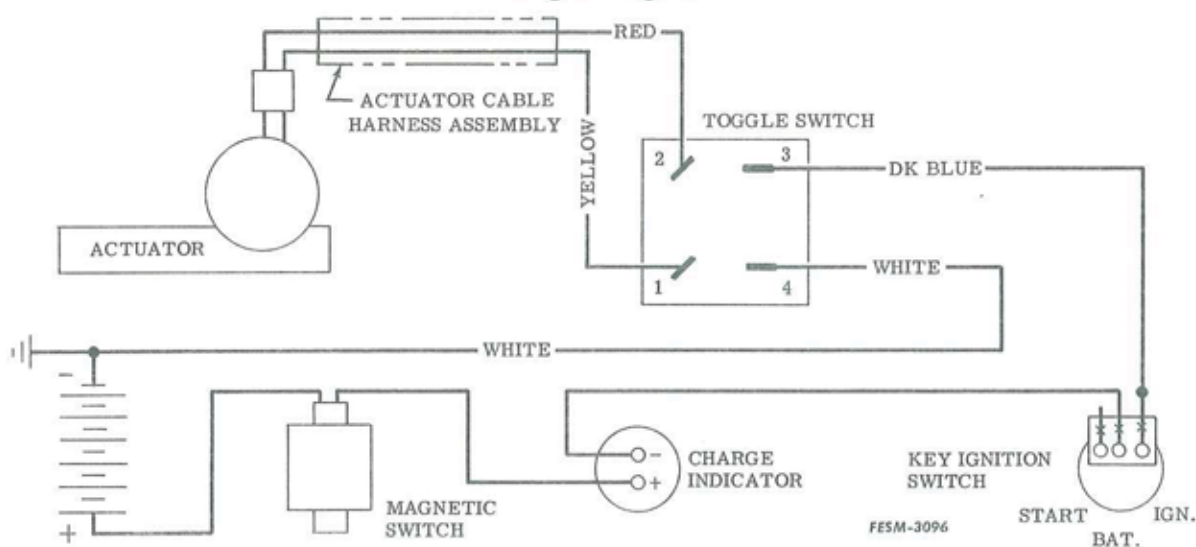 RED
ACTUATOR CABLE
HARNESS ASSEMBLY
TOGGLE SWITCH
YELLOW
2
3
DK BLUE
ACTUATOR
WHITE
1
4
WHITE
-
-
+
CHARGE
INDICATOR
KEY IGNITION
SWITCH
MAGNETIC
SWITCH
+
FESM-3096
START
IGN.
BAT.